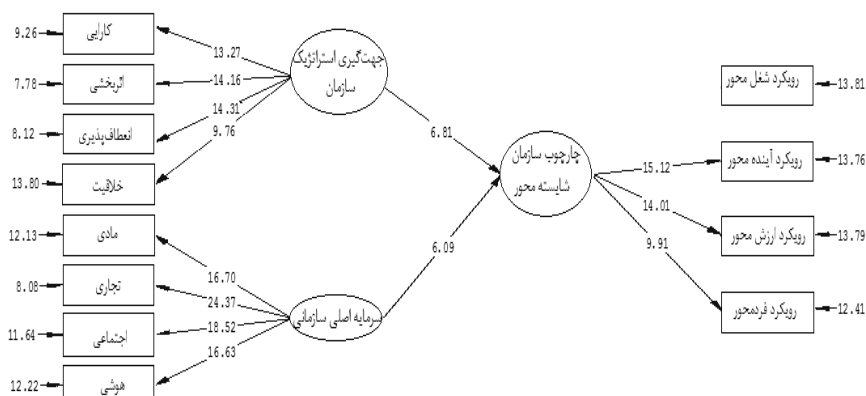 9.26
کارایی
7.78
اثربخشی
8.12
انعطاف‌پذیری
13.80
خلاقیت
12.13
مادی
8.08
تجاری
11.64
اجتماعی
12.22
هوشی
13.27
14.16
14.31
9.76
16.70
24.37
18.52
16.63
جهت‌گیری استراتژیک
سازمان
سرمایه اصلی سازمانی
6.81
6.09
چارچوب سازمان
شایسته محور
15.12
14.01
9.91
رویکرد شغل محور
13.81
رویکرد آینده محور
13.76
رویکرد ارزش محور
13.79
رویکرد فردمحور
12.41